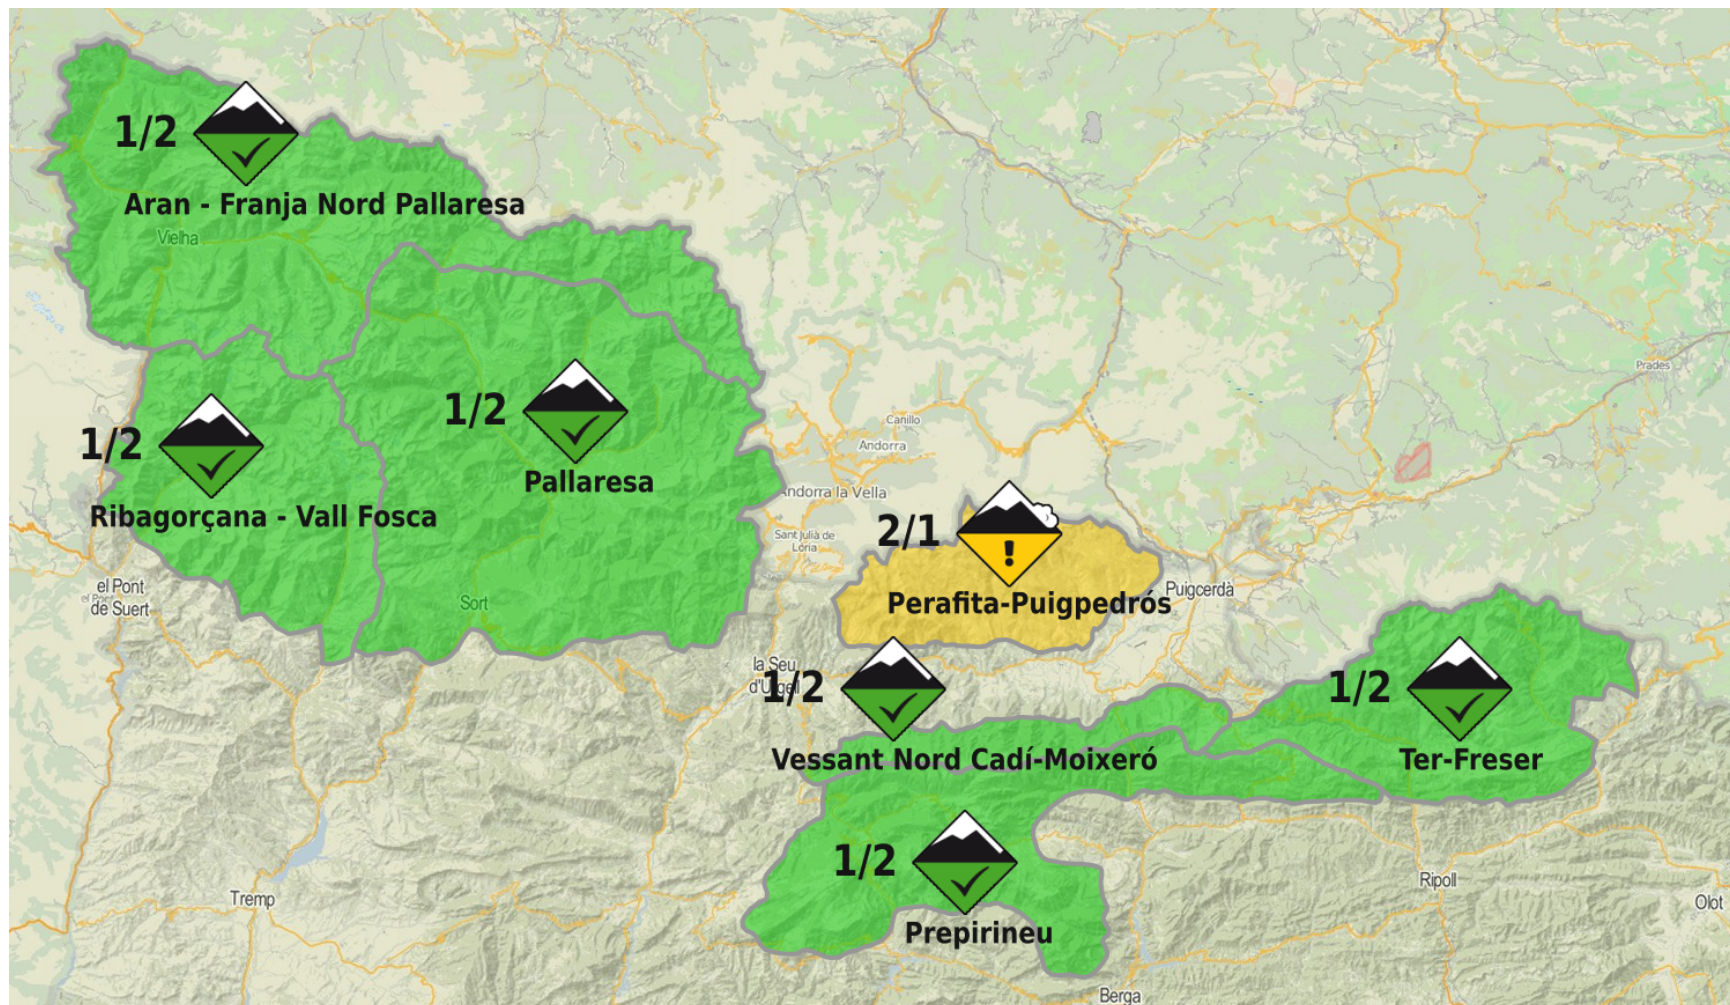 1/2
Aran - Franja Nord Pallaresa
Vielha
1/2
Ribagorçana - Vall Fosca
1/2
Pallaresa
Prades
Canillo
Andorra
Andorra la Vella
Sant Julià de
Lòria
2/1
!
Perafita-Puigpedrós
Puigcerdà
el Pont
de Suert
Sort
la Seu
d'Urgell
1/2
Vessant Nord Cadí-Moixeró
1/2
Ter-Freser
1/2
Prepirineu
Tremp
Ripoll
Olot
Berga